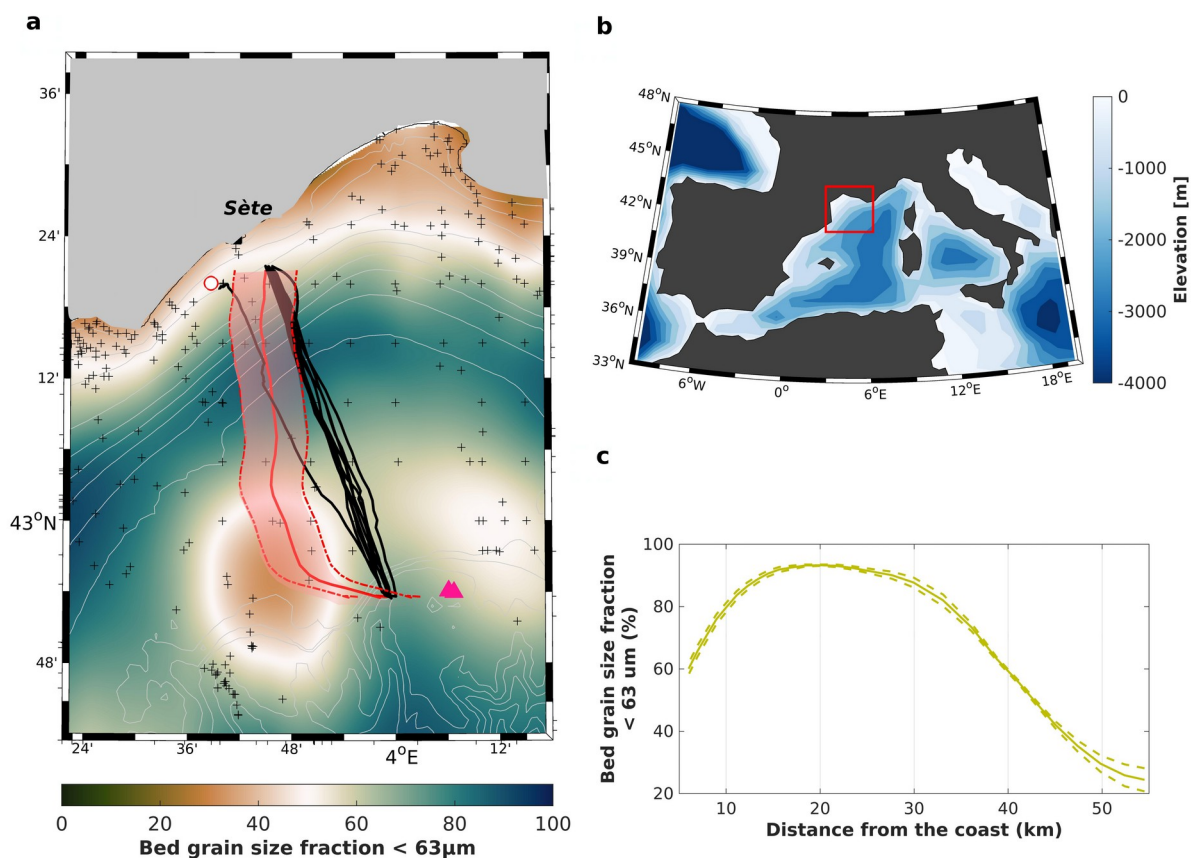 a
36'
Sète
24'
12'
43°N
48'
24'
36'
48'
4°E
12'
0
20
40
60
80
100
Bed grain size fraction < 63μm
b
48°N
45°N
42°N
39°N
36°N
33°N
6°W
0°
6°E
12°E
18°E
0
-1000
-2000
-3000
-4000
Elevation [m]
c
100
80
60
40
20
Bed grain size fraction
< 63 um (%)
10
20
30
40
50
Distance from the coast (km)